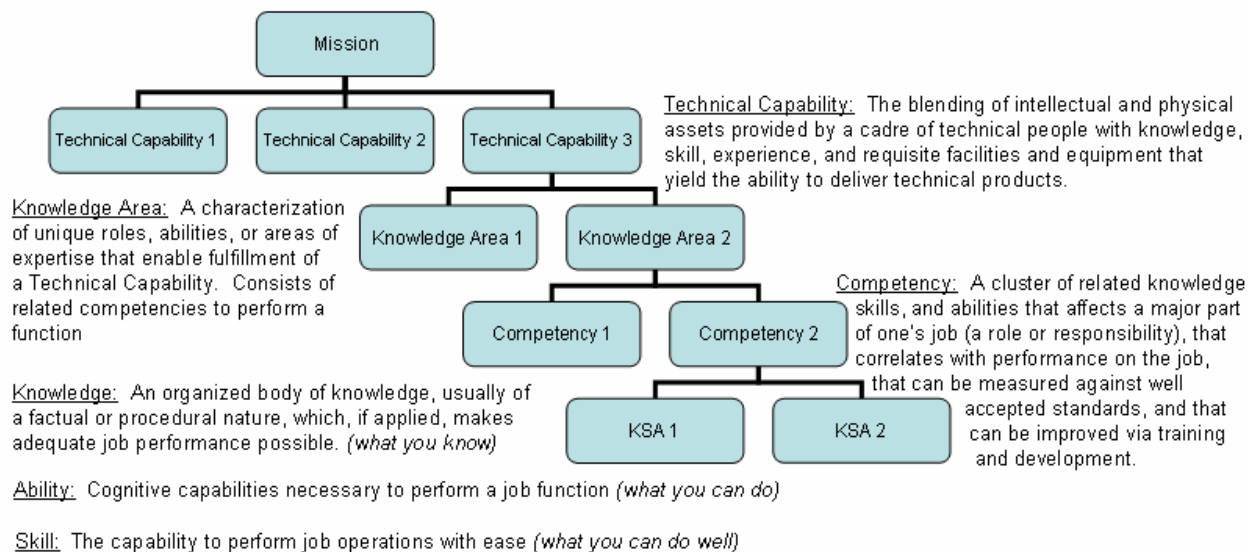 Mission
Technical Capability 1
Technical Capability 2
Technical Capability 3
Technical Capability: The blending of intellectual and physical
assets provided by a cadre of technical people with knowledge,
skill, experience, and requisite facilities and equipment that
yield the ability to deliver technical products.
Knowledge Area: A characterization
of unique roles, abilities, or areas of
expertise that enable fulfillment of
a Technical Capability. Consists of
related competencies to perform a
function
Knowledge Area 1
Knowledge Area 2
Competency: A cluster of related knowledge
skills, and abilities that affects a major part
of one's job (a role or responsibility), that
correlates with performance on the job,
that can be measured against well
accepted standards, and that
can be improved via training
and development.
Competency 1
Competency 2
Knowledge: An organized body of knowledge, usually of
a factual or procedural nature, which, if applied, makes
adequate job performance possible. (what you know)
KSA 1
KSA 2
Ability: Cognitive capabilities necessary to perform a job function (what you can do)
Skill: The capability to perform job operations with ease (what you can do well)